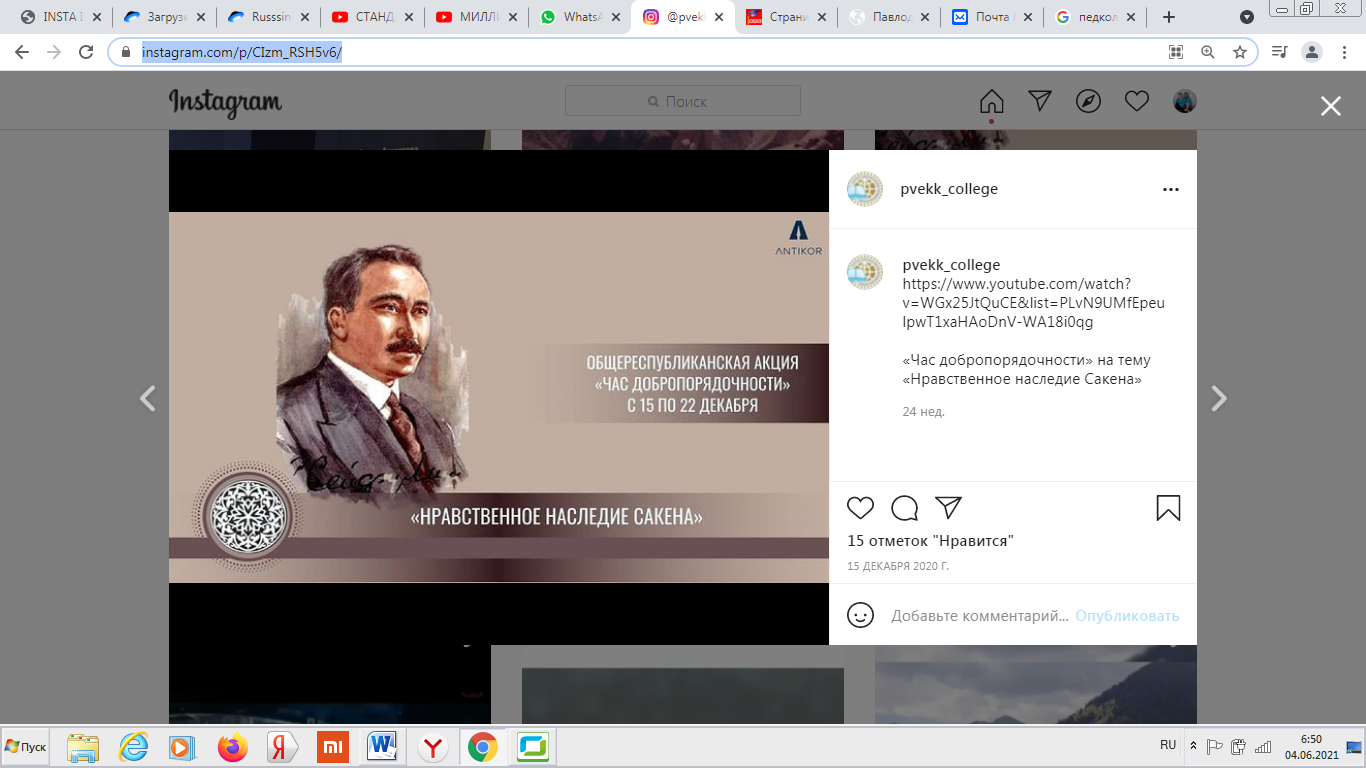 INSTA I
Загруз
Russsin
СТАНД
МИЛЛИ
WhatsA
@pvekl
Страни
Павлод
Почта
педкол
instagram.com/p/CIzm_RSH5v6/
Instagram
Поиск
ANTIKOR
ОБЩЕРЕСПУБЛИКАНСКАЯ АКЦИЯ
«ЧАС ДОБРОПОРЯДОЧНОСТИ»
С 15 ПО 22 ДЕКАБРЯ
«НРАВСТВЕННОЕ НАСЛЕДИЕ САКЕНА»
pvekk_college
pvekk_college
https://www.youtube.com/watch?
v=WGx25JtQuCE&list=PLvN9UMfEpeu
IpwT1xaHAoDnV-WA18i0qg
«Час добропорядочности» на тему
«Нравственное наследие Сакена»
24 нед.
15 отметок "Нравится"
15 ДЕКАБРЯ 2020 Г.
Добавьте комментарий... Опубликовать
Пуск
RU
6:50
04.06.2021